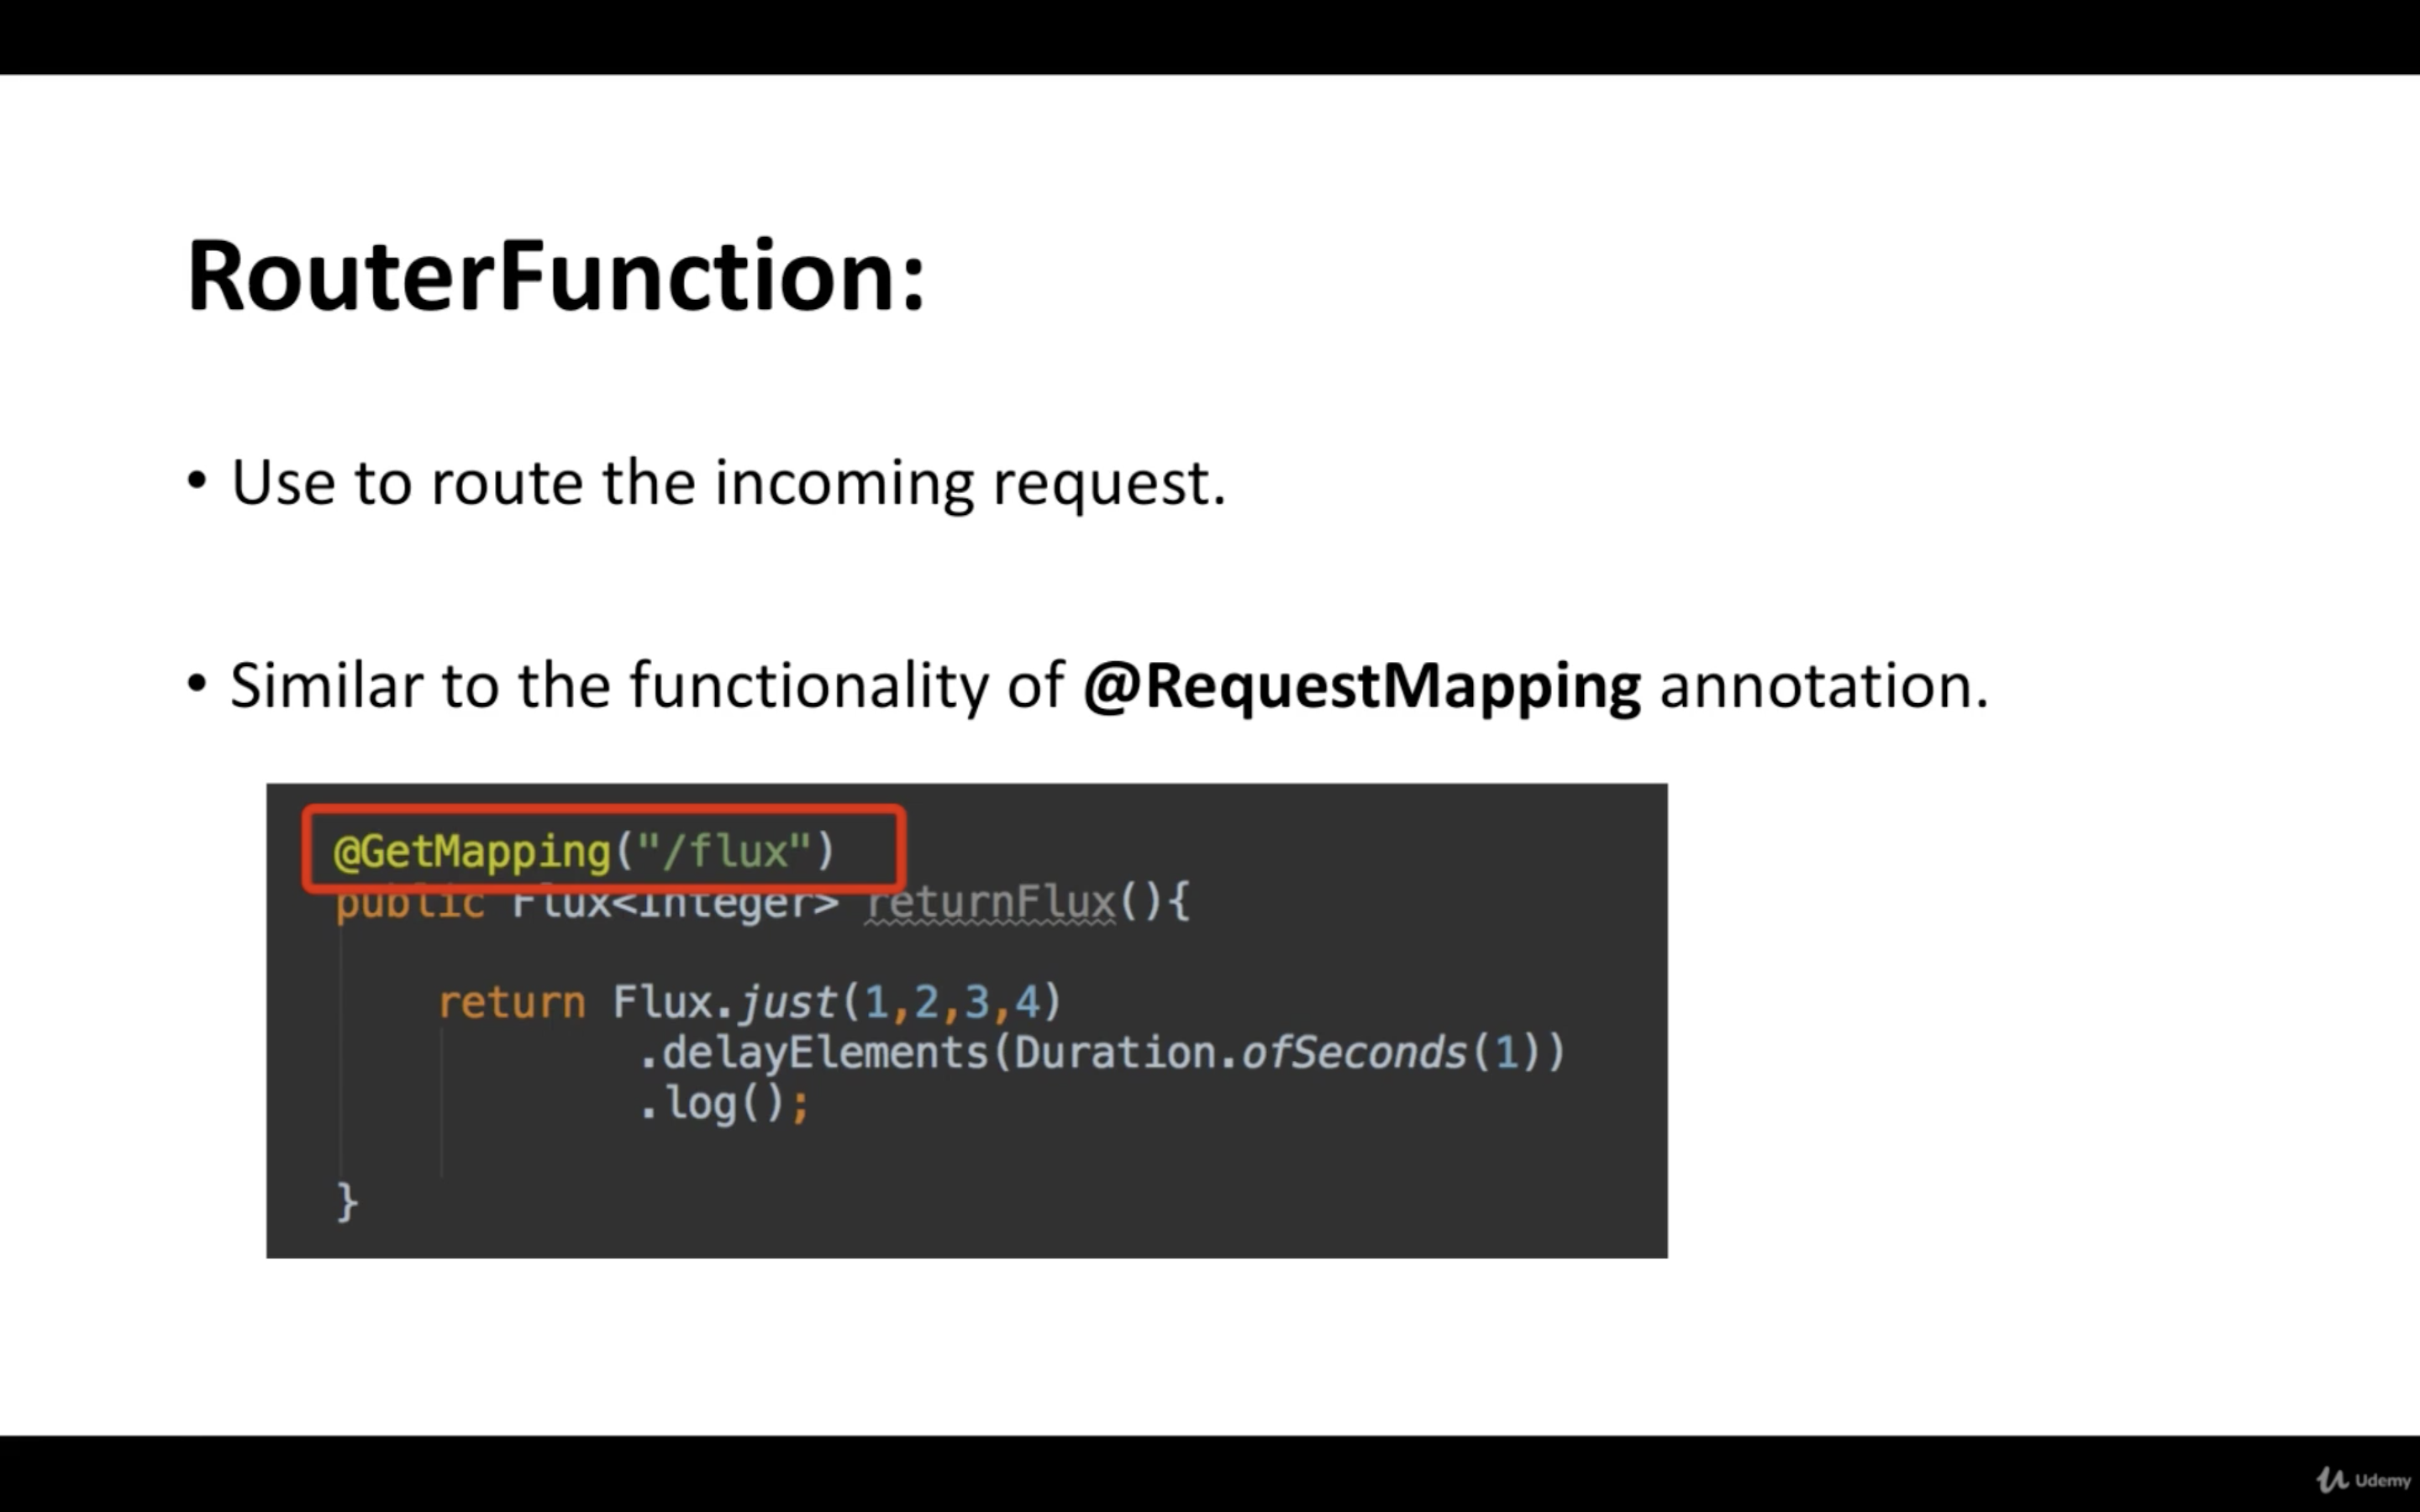 RouterFunction:
• Use to route the incoming request.
• Similar to the functionality of @RequestMapping annotation.
@GetMapping("/flux")
public Flux<Integer> returnFlux(){
return Flux.just(1,2,3,4)
.delayElements(Duration.ofSeconds(1))
.log();
}
Udemy